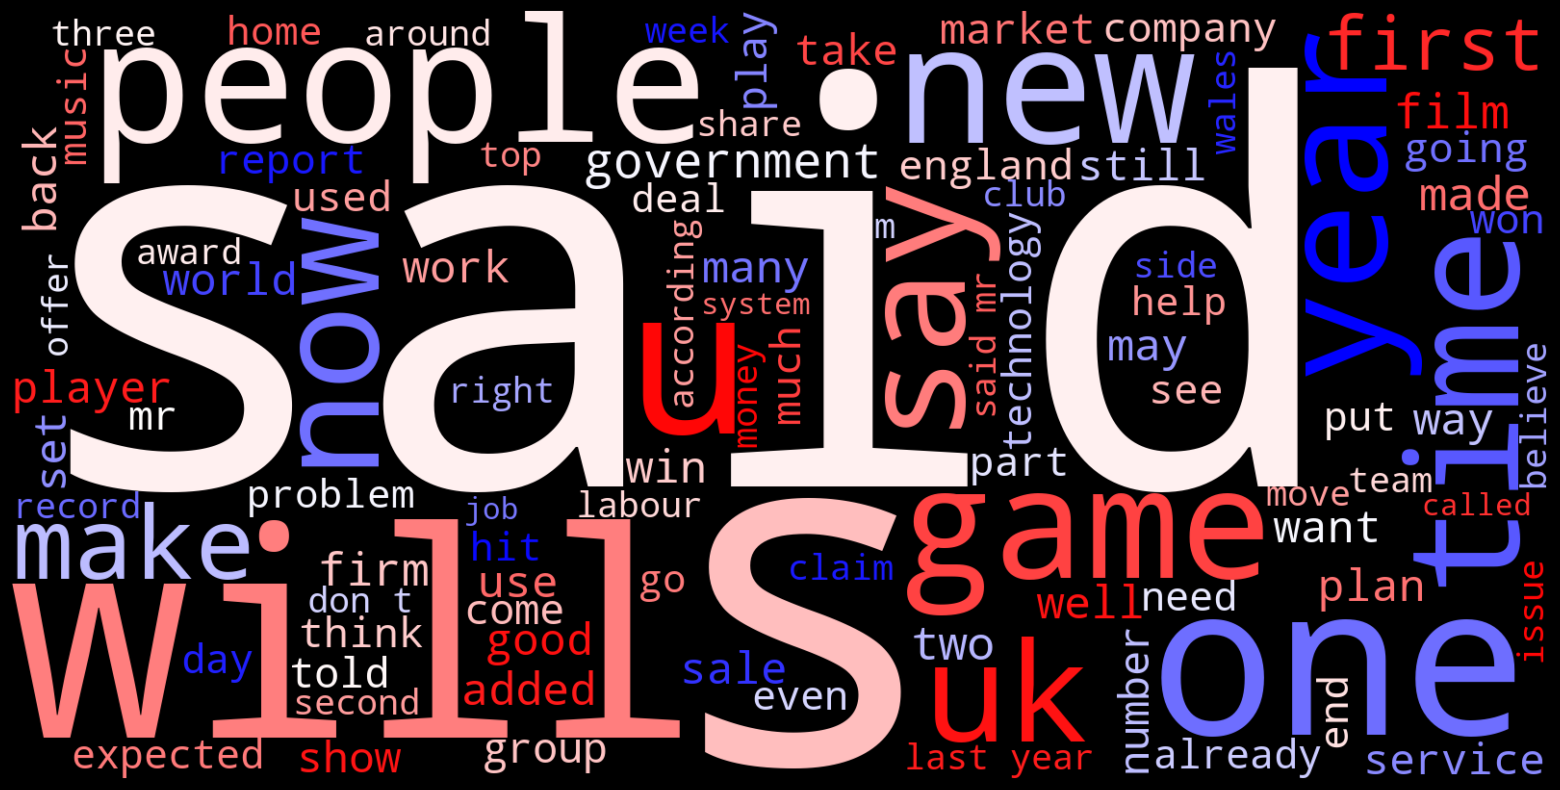 three
home
around
week
play
take
market
company
first
music
people
new
wales
year
film
share
going
back
report
top
government
england
still
used
deal
club
made
won
said
award
world
now
work
according
many
m
say
technology
side
time
offer
system
said mr
help
u
may
player
right
money
much
see
believe
mr
put
way
set
win
part
record
problem
job
labour
game
move
team
called
make
want
will
s
firm
hit
use
go
claim
plan
issue
don t
come
well
need
one
think
good
day
told
sale
two
uk
number
second
added
even
end
expected
show
group
last year
already
service